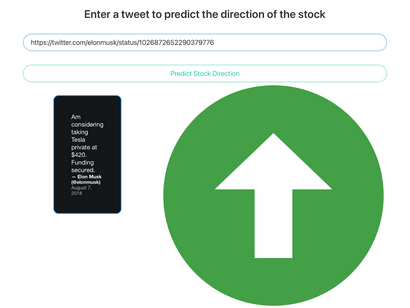 Enter a tweet to predict the direction of the stock
https://twitter.com/elonmusk/status/1026872652290379776
Predict Stock Direction
Am
considering
taking
Tesla
private at
$420.
Funding
secured.
— Elon Musk
(@elonmusk)
August 7,
2018